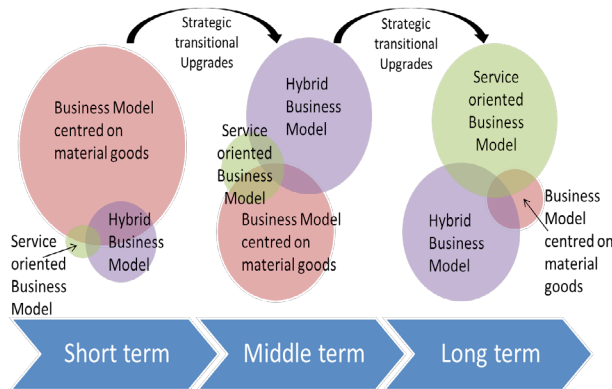 Strategic
transitional
Upgrades
Strategic
transitional
Upgrades
Business Model
centred on
material goods
Hybrid
Business
Model
Service
oriented
Business
Model
Hybrid
Business
Model
Service
oriented
Business
Model
Business Model
centred on
material goods
Service
oriented
Business
Model
Hybrid
Business
Model
Business
Model
centred on
material
goods
Short term
Middle term
Long term